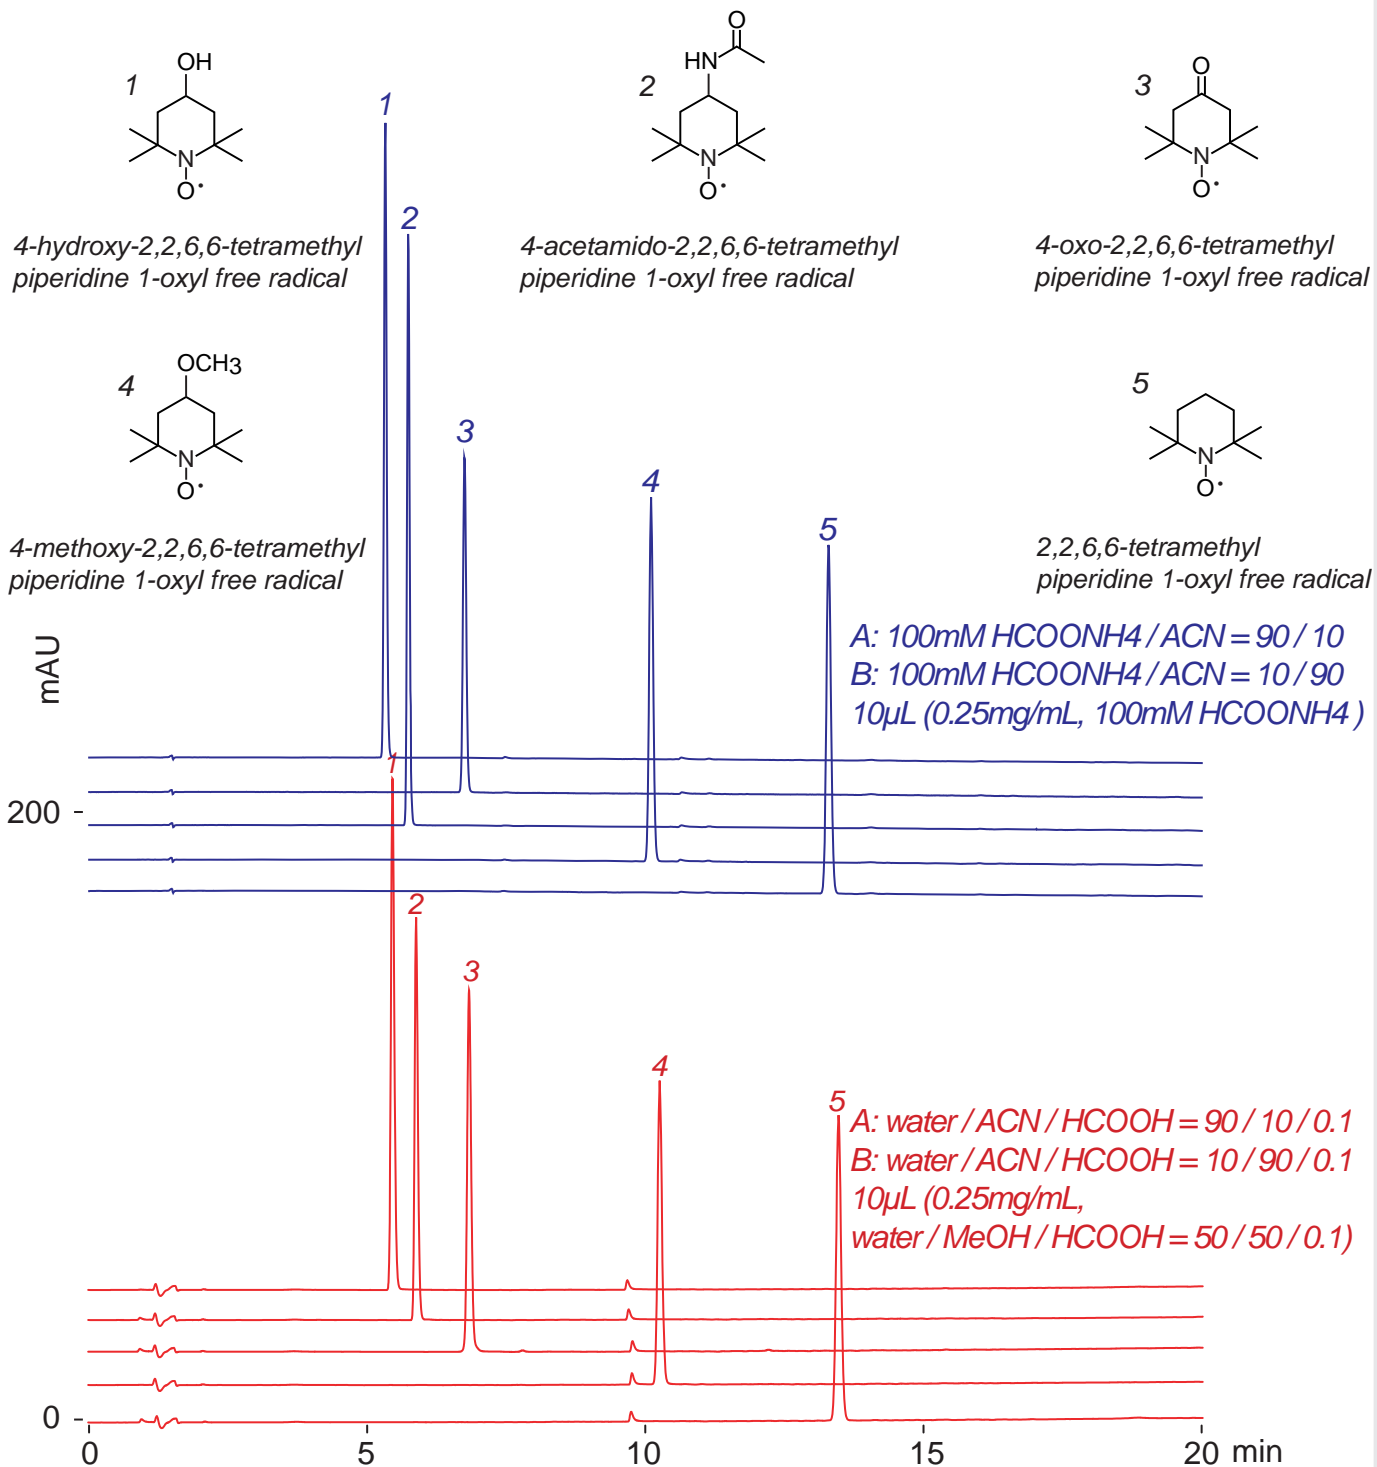 1
OH
N
O•
4-hydroxy-2,2,6,6-tetramethyl
piperidine 1-oxyl free radical
2
O
HN
N
O•
4-acetamido-2,2,6,6-tetramethyl
piperidine 1-oxyl free radical
3
O
N
O•
4-oxo-2,2,6,6-tetramethyl
piperidine 1-oxyl free radical
4
OCH3
N
O•
4-methoxy-2,2,6,6-tetramethyl
piperidine 1-oxyl free radical
5
N
O•
2,2,6,6-tetramethyl
piperidine 1-oxyl free radical
1
2
3
4
5
A: 100mM HCOONH4 / ACN = 90 / 10
B: 100mM HCOONH4 / ACN = 10 / 90
10µL (0.25mg/mL, 100mM HCOONH4 )
mAU
200
1
2
3
4
5
A: water / ACN / HCOOH = 90 / 10 / 0.1
B: water / ACN / HCOOH = 10 / 90 / 0.1
10µL (0.25mg/mL,
water / MeOH / HCOOH = 50 / 50 / 0.1)
0
0 5 10 15 20 min